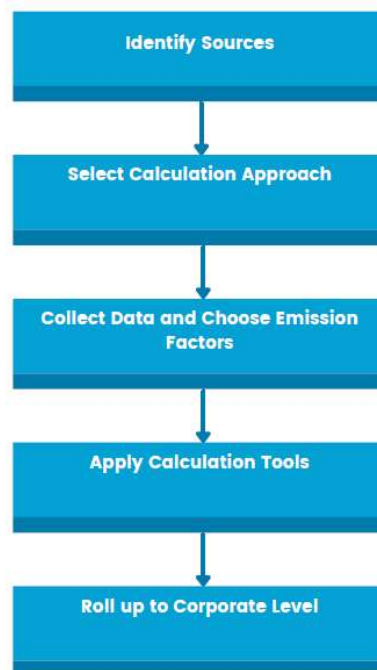 Identify Sources
Select Calculation Approach
Collect Data and Choose Emission
Factors
Apply Calculation Tools
Roll up to Corporate Level